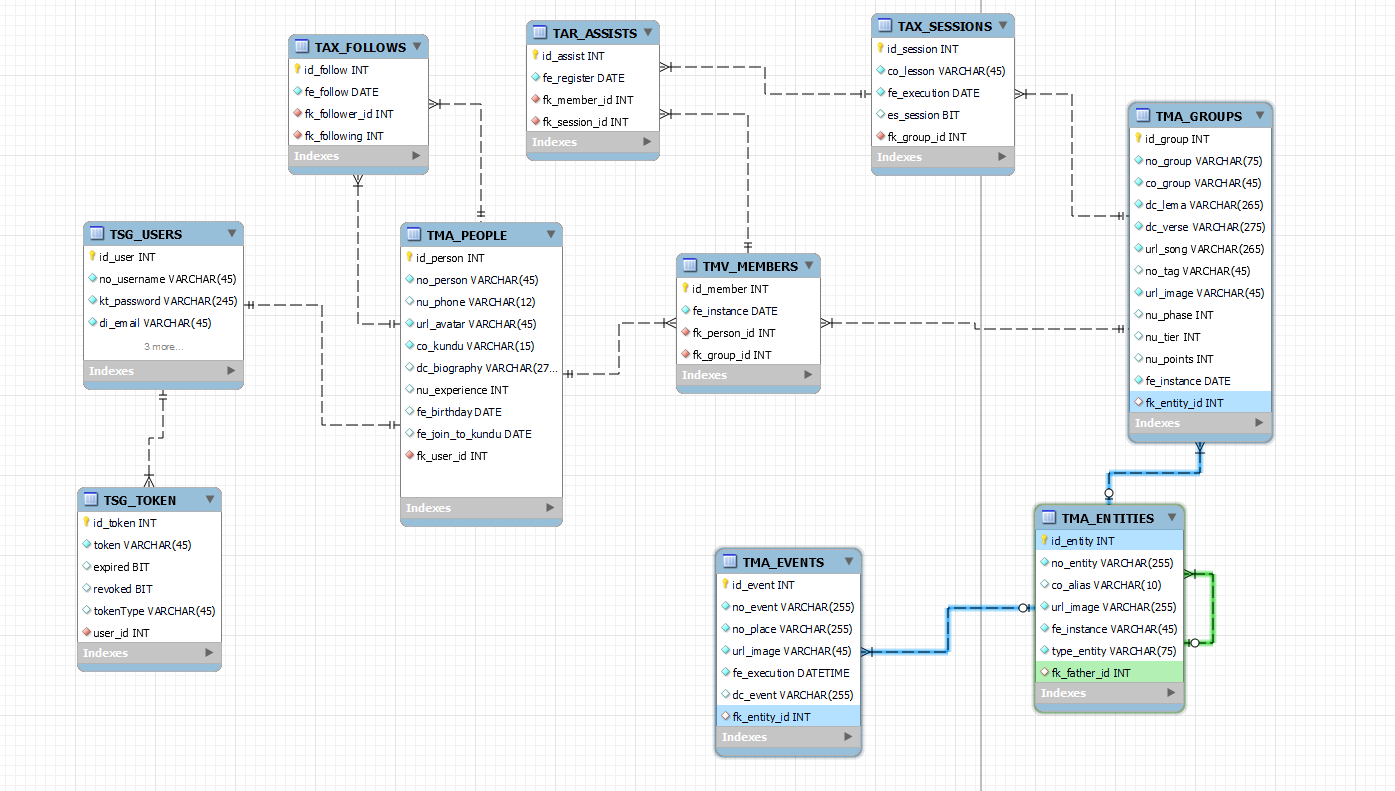 TAX_FOLLOWS
id_follow INT
fe_follow DATE
fk_follower_id INT
fk_following INT
Indexes
TAR_ASSISTS
id_assist INT
fe_register DATE
fk_member_id INT
fk_session_id INT
Indexes
TAX_SESSIONS
id_session INT
co_lesson VARCHAR(45)
fe_execution DATE
es_session BIT
fk_group_id INT
Indexes
TMA_GROUPS
id_group INT
no_group VARCHAR(75)
co_group VARCHAR(45)
dc_lema VARCHAR(265)
dc_verse VARCHAR(275)
url_song VARCHAR(265)
no_tag VARCHAR(45)
url_image VARCHAR(45)
nu_phase INT
nu_tier INT
nu_points INT
fe_instance DATE
fk_entity_id INT
Indexes
TSG_USERS
id_user INT
no_username VARCHAR(45)
kt_password VARCHAR(245)
di_email VARCHAR(45)
3 more...
Indexes
TMA_PEOPLE
id_person INT
no_person VARCHAR(45)
nu_phone VARCHAR(12)
url_avatar VARCHAR(45)
co_kundu VARCHAR(15)
dc_biography VARCHAR(27...
nu_experience INT
fe_birthday DATE
fe_join_to_kundu DATE
fk_user_id INT
Indexes
TMV_MEMBERS
id_member INT
fe_instance DATE
fk_person_id INT
fk_group_id INT
Indexes
TSG_TOKEN
id_token INT
token VARCHAR(45)
expired BIT
revoked BIT
tokenType VARCHAR(45)
user_id INT
Indexes
TMA_EVENTS
id_event INT
no_event VARCHAR(255)
no_place VARCHAR(255)
url_image VARCHAR(45)
fe_execution DATETIME
dc_event VARCHAR(255)
fk_entity_id INT
Indexes
TMA_ENTITIES
id_entity INT
no_entity VARCHAR(255)
co_alias VARCHAR(10)
url_image VARCHAR(255)
fe_instance VARCHAR(45)
type_entity VARCHAR(75)
fk_father_id INT
Indexes